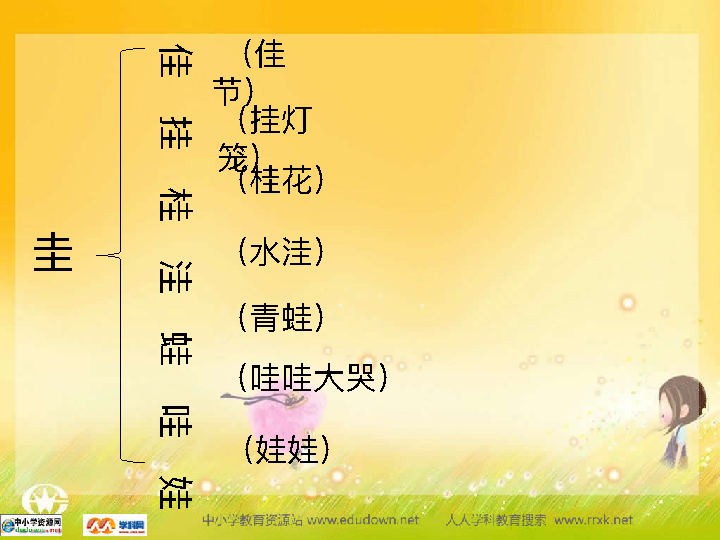 圭
佳 (佳
节)
挂 (挂灯
笼)
桂 (桂花)
洼 (水洼)
蛙 (青蛙)
哇 (哇哇大哭)
娃 (娃娃)
中小学资源网
学科网
中小学教育资源站 www.edudown.net 人人学科教育搜索 www.rrxk.net